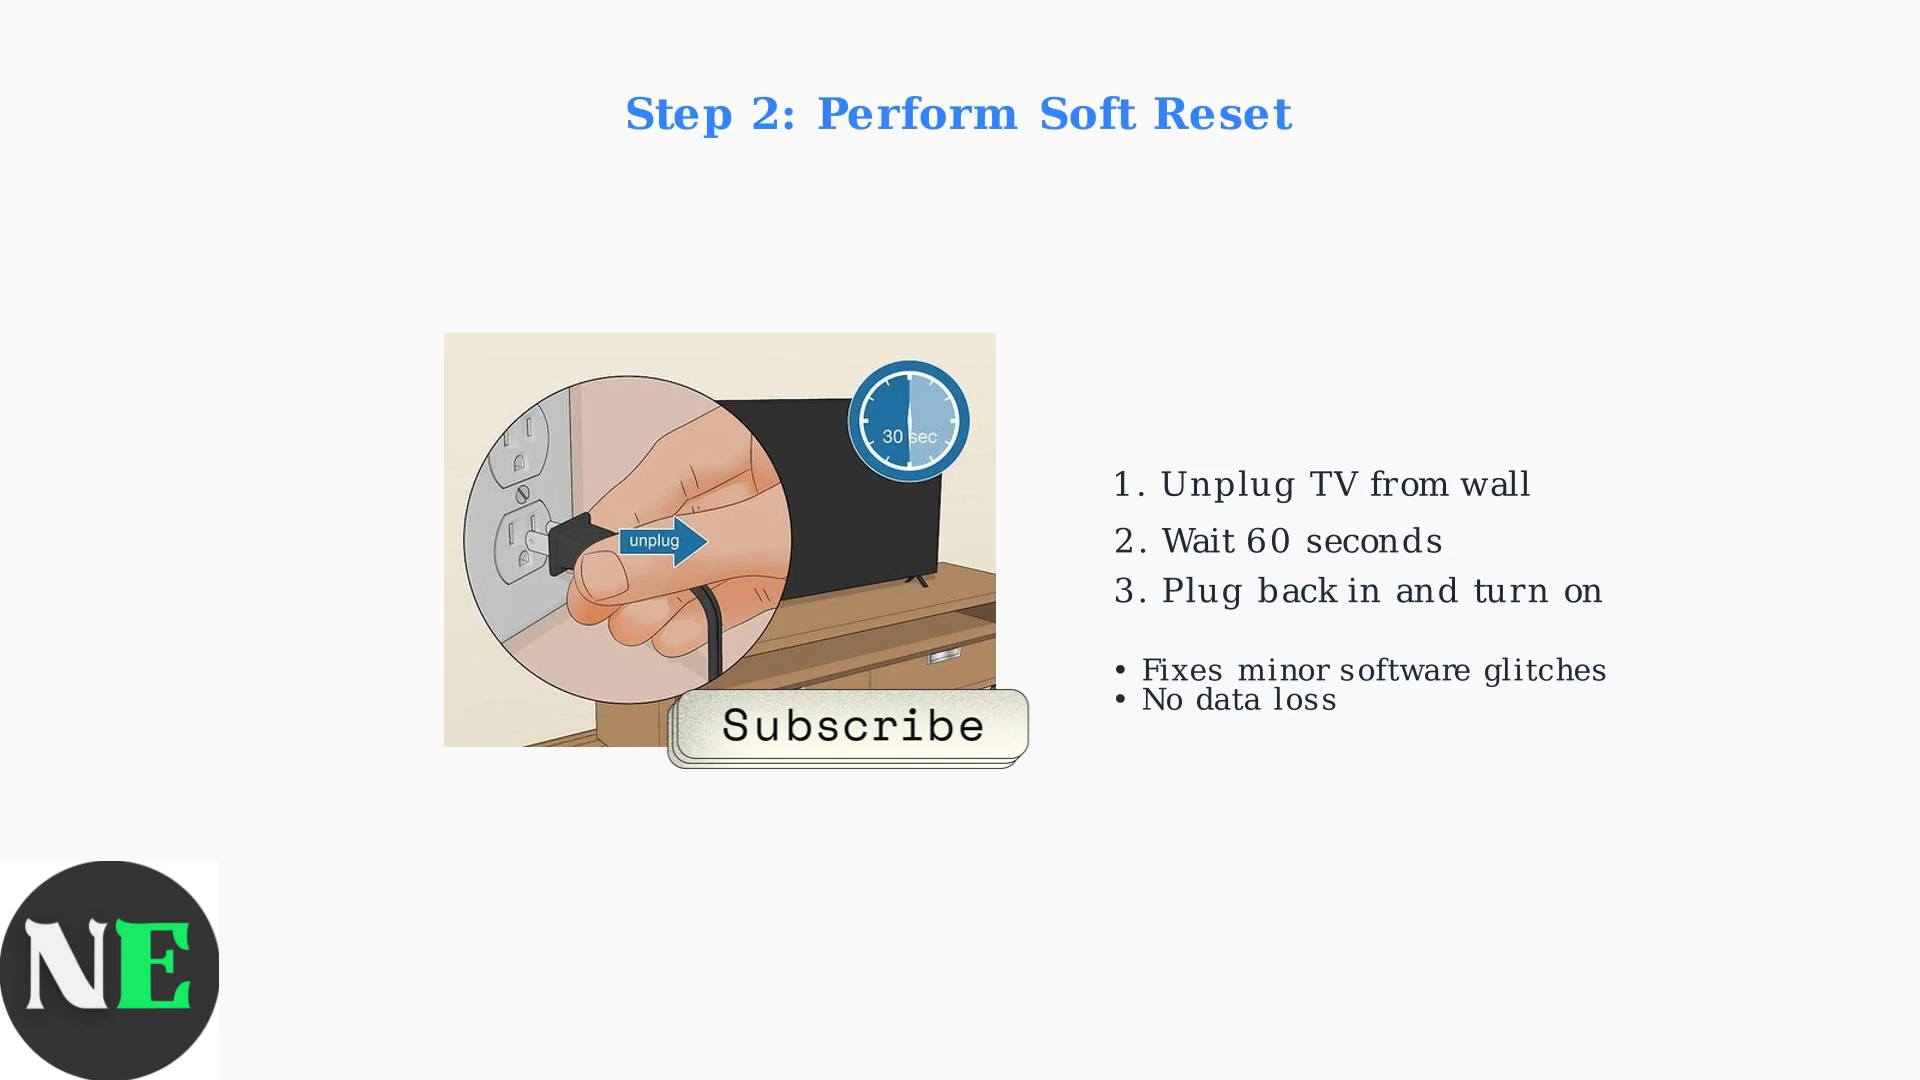 Step 2: Perform Soft Reset
30 sec
unplug
1. Unplug TV from wall
2. Wait 60 seconds
3. Plug back in and turn on
• Fixes minor software glitches
• No data loss
Subscribe
NE